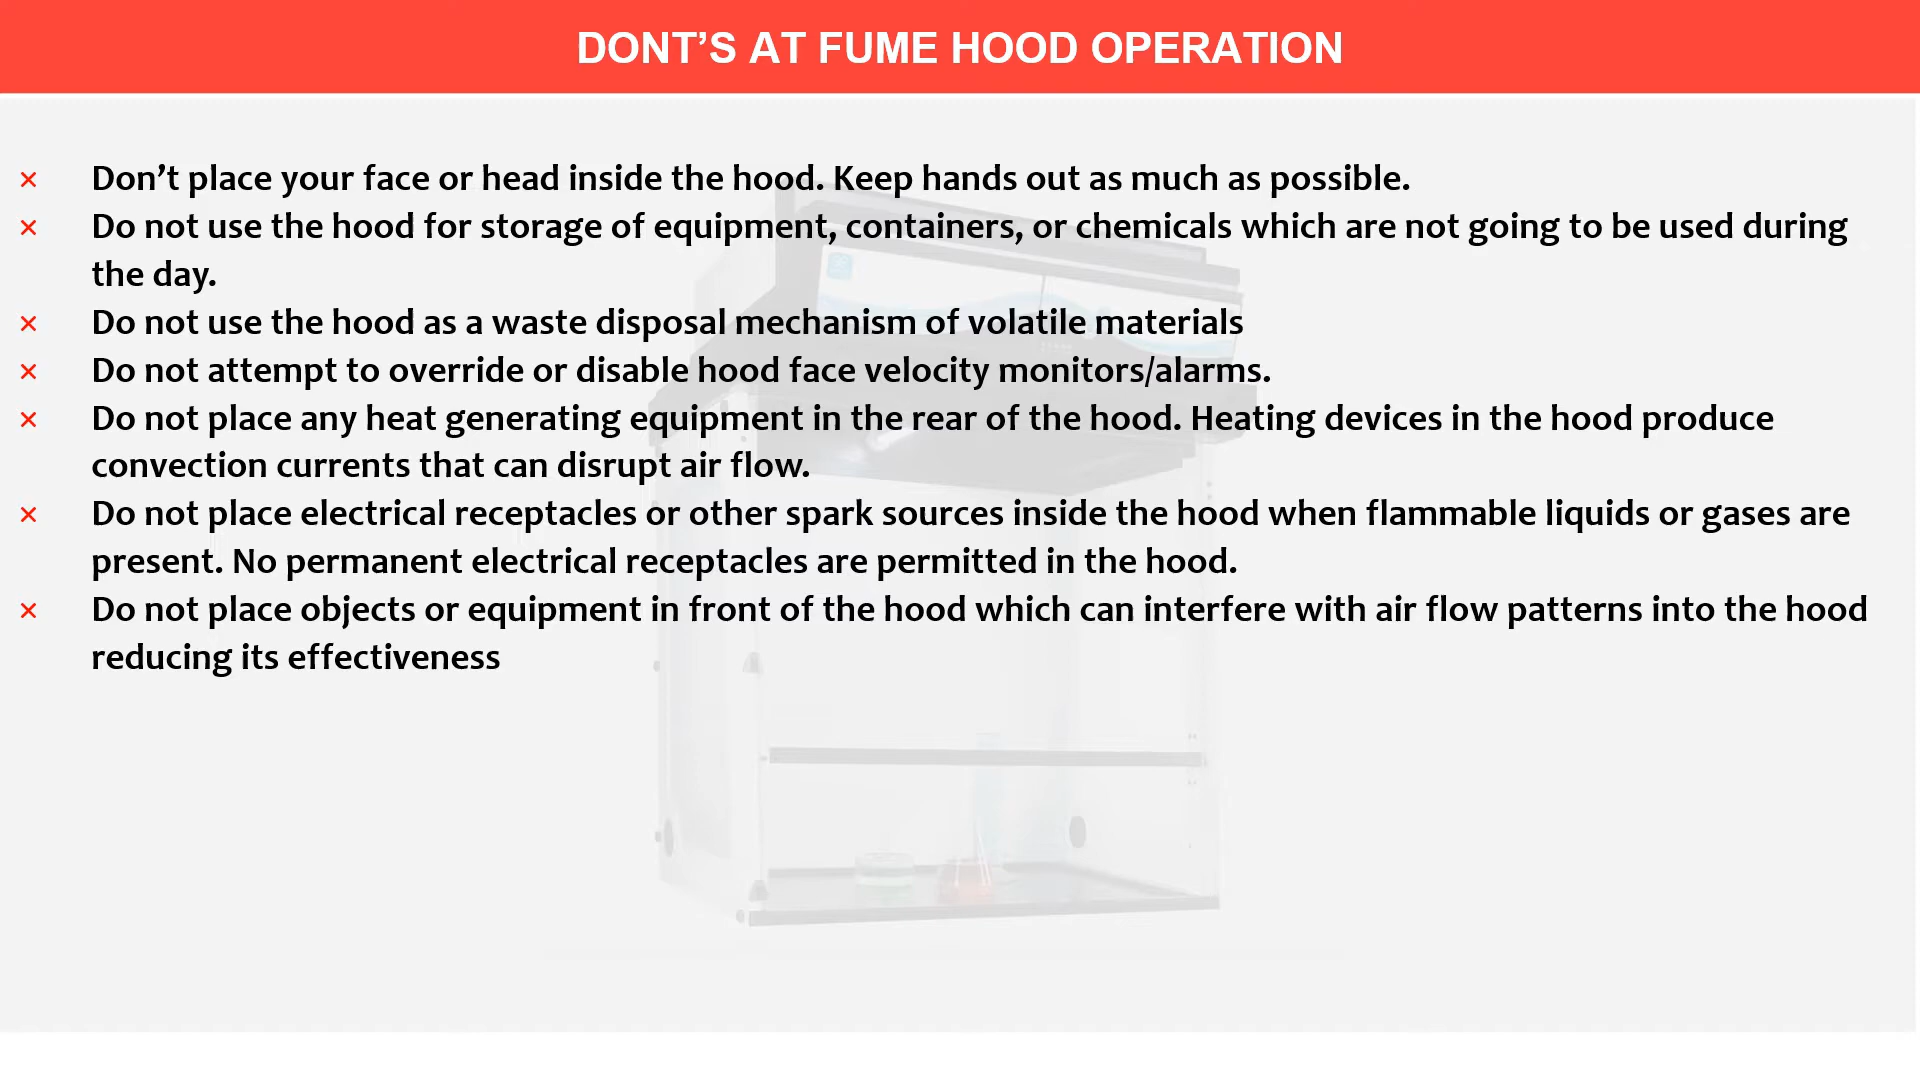 DONT’S AT FUME HOOD OPERATION
× Don’t place your face or head inside the hood. Keep hands out as much as possible.
× Do not use the hood for storage of equipment, containers, or chemicals which are not going to be used during
the day.
× Do not use the hood as a waste disposal mechanism of volatile materials
× Do not attempt to override or disable hood face velocity monitors/alarms.
× Do not place any heat generating equipment in the rear of the hood. Heating devices in the hood produce
convection currents that can disrupt air flow.
× Do not place electrical receptacles or other spark sources inside the hood when flammable liquids or gases are
present. No permanent electrical receptacles are permitted in the hood.
× Do not place objects or equipment in front of the hood which can interfere with air flow patterns into the hood
reducing its effectiveness